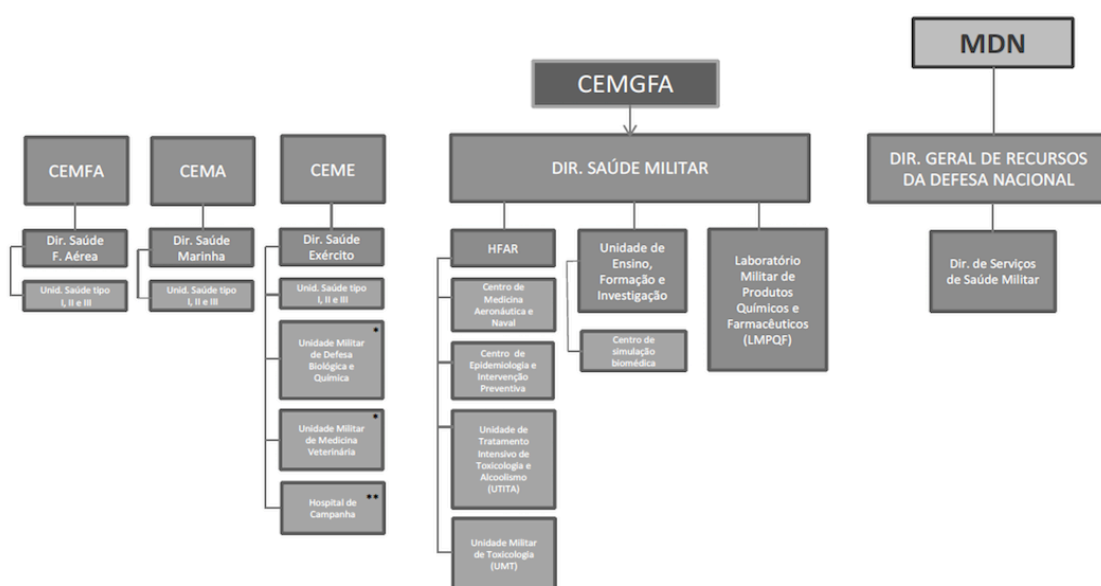 MDN
CEMGFA
CEMFA
CEMA
CEME
DIR. SAÚDE MILITAR
DIR. GERAL DE RECURSOS
DA DEFESA NACIONAL
Dir. Saúde
F. Aérea
Dir. Saúde
Marinha
Dir. Saúde
Exército
HFAR
Unidade de
Ensino,
Formação e
Investigação
Laboratório
Militar de
Produtos
Químicos e
Farmacêuticos
(LMPQF)
Dir. de Serviços
de Saúde Militar
Unid. Saúde tipo
I, II e III
Unid. Saúde tipo
I, II e III
Unid. Saúde tipo
I, II e III
Centro de
Medicina
Aeronáutica e
Naval
Centro de
simulação
biomédica
Unidade Militar
de Defesa
Biológica e
Química
Centro de
Epidemiologia e
Intervenção
Preventiva
Unidade Militar
de Medicina
Veterinária
Unidade de
Tratamento
Intensivo de
Toxicologia e
Alcoolismo
(UTITA)
Hospital de
Campanha
Unidade Militar
de Toxicologia
(UMT)